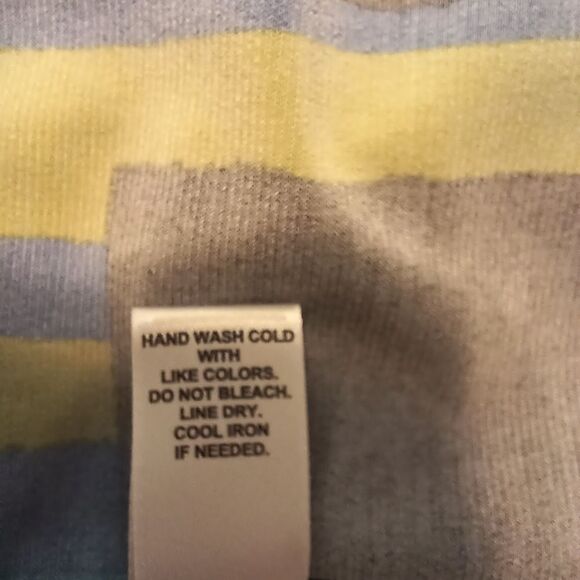 HAND WASH COLD
WITH
LIKE COLORS.
DO NOT BLEACH.
LINE DRY.
COOL IRON
IF NEEDED.